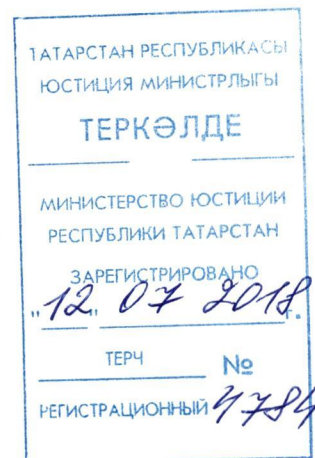 ТАТАРСТАН РЕСПУБЛИКАСЫ
ЮСТИЦИЯ МИНИСТРЛЫГЫ
ТЕРКӘЛДЕ
МИНИСТЕРСТВО ЮСТИЦИИ
РЕСПУБЛИКИ ТАТАРСТАН
ЗАРЕГИСТРИРОВАНО
"12" 07 2018 г.
ТЕРЧ №
РЕГИСТРАЦИОННЫЙ 4784